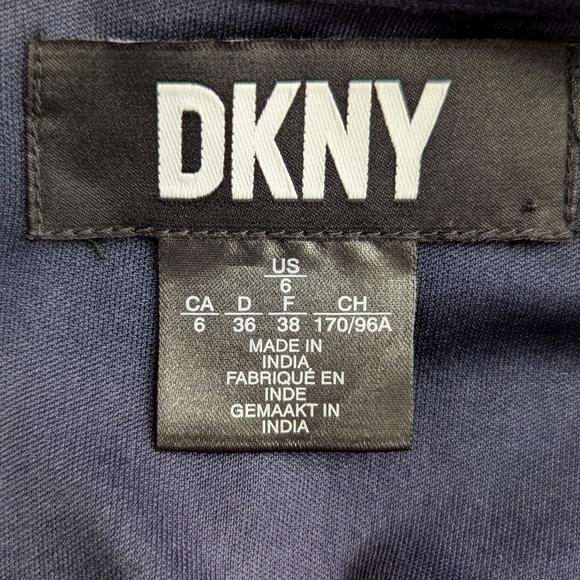 DKNY
US
6
CA D F CH
6 36 38 170/96A
MADE IN
INDIA
FABRIQUÉ EN
INDE
GEMAAKT IN
INDIA